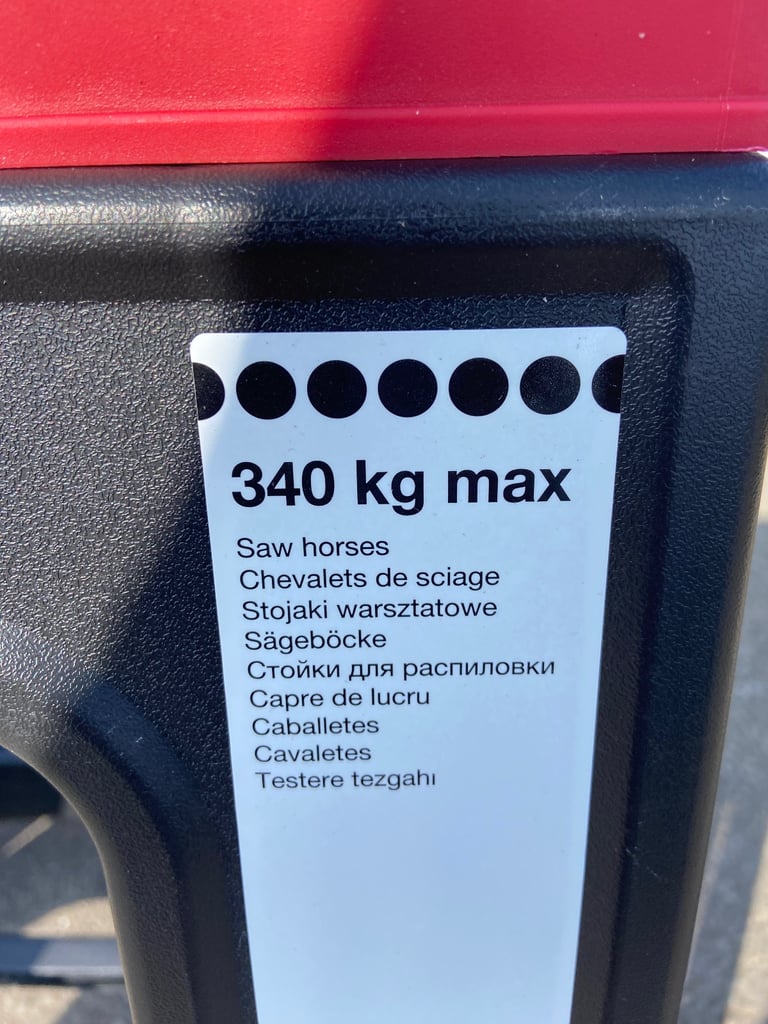 340 kg max
Saw horses
Chevalets de sciage
Stojaki warsztatowe
Sägeböcke
Стойки для распиловки
Capre de lucru
Caballetes
Cavaletes
Testere tezgahı